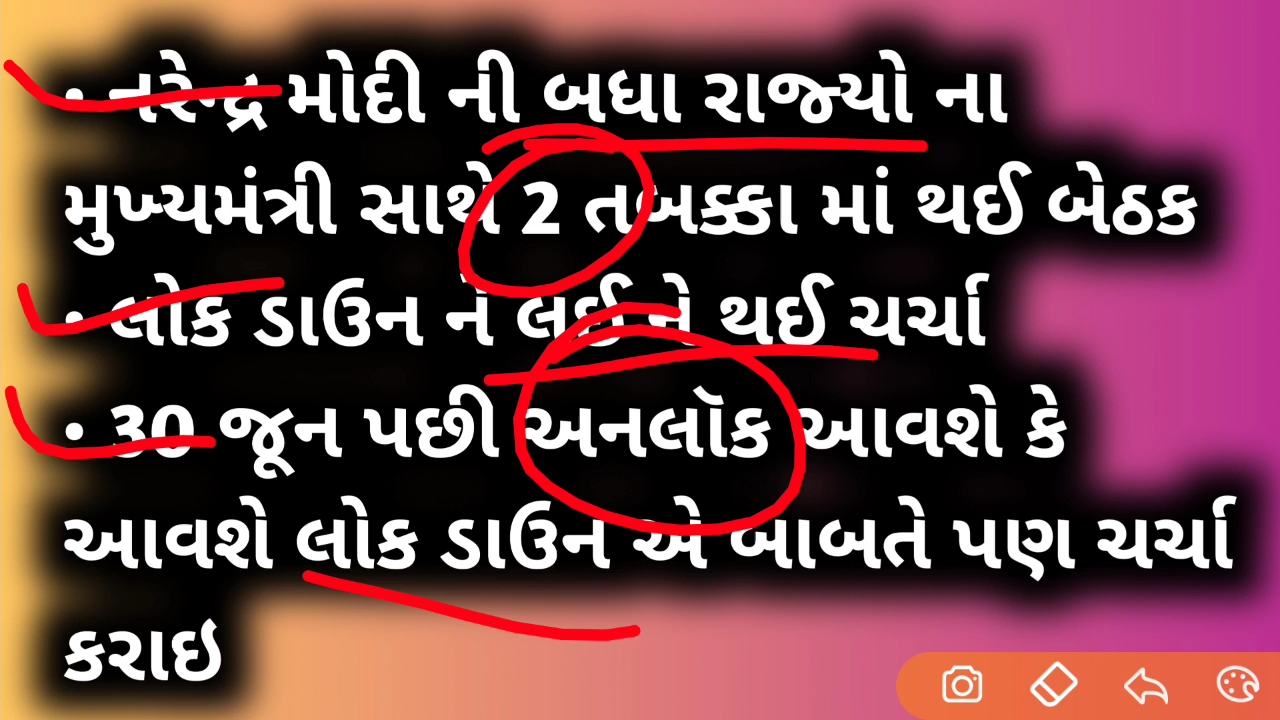 • નરેન્દ્ર મોદી ની બધા રાજ્યો ના
મુખ્યમંત્રી સાથે 2 તબક્કા માં થઈ બેઠક
• લોક ડાઉન ને લઈ ને થઈ ચર્ચા
• 30 જૂન પછી અનલૉક આવશે કે
આવશે લોક ડાઉન એ બાબતે પણ ચર્ચા
કરાઇ